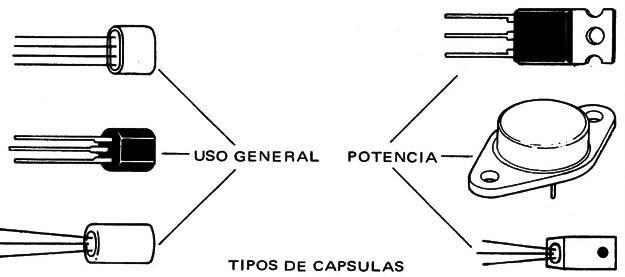 USO GENERAL
POTENCIA
TIPOS DE CAPSULAS